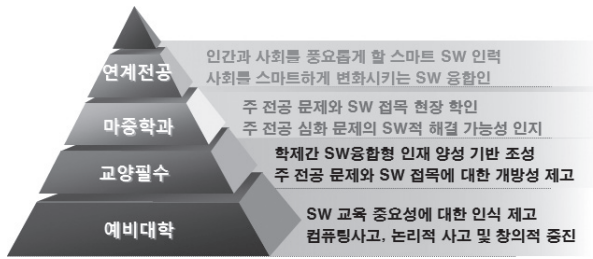 연계전공
인간과 사회를 풍요롭게 할 스마트 SW 인력
사회를 스마트하게 변화시키는 SW 융합인
마중학과
주 전공 문제와 SW 접목 현장 학인
주 전공 심화 문제의 SW적 해결 가능성 인지
교양필수
학제간 SW융합형 인재 양성 기반 조성
주 전공 문제와 SW 접목에 대한 개방성 제고
예비대학
SW 교육 중요성에 대한 인식 제고
컴퓨팅사고, 논리적 사고 및 창의적 증진